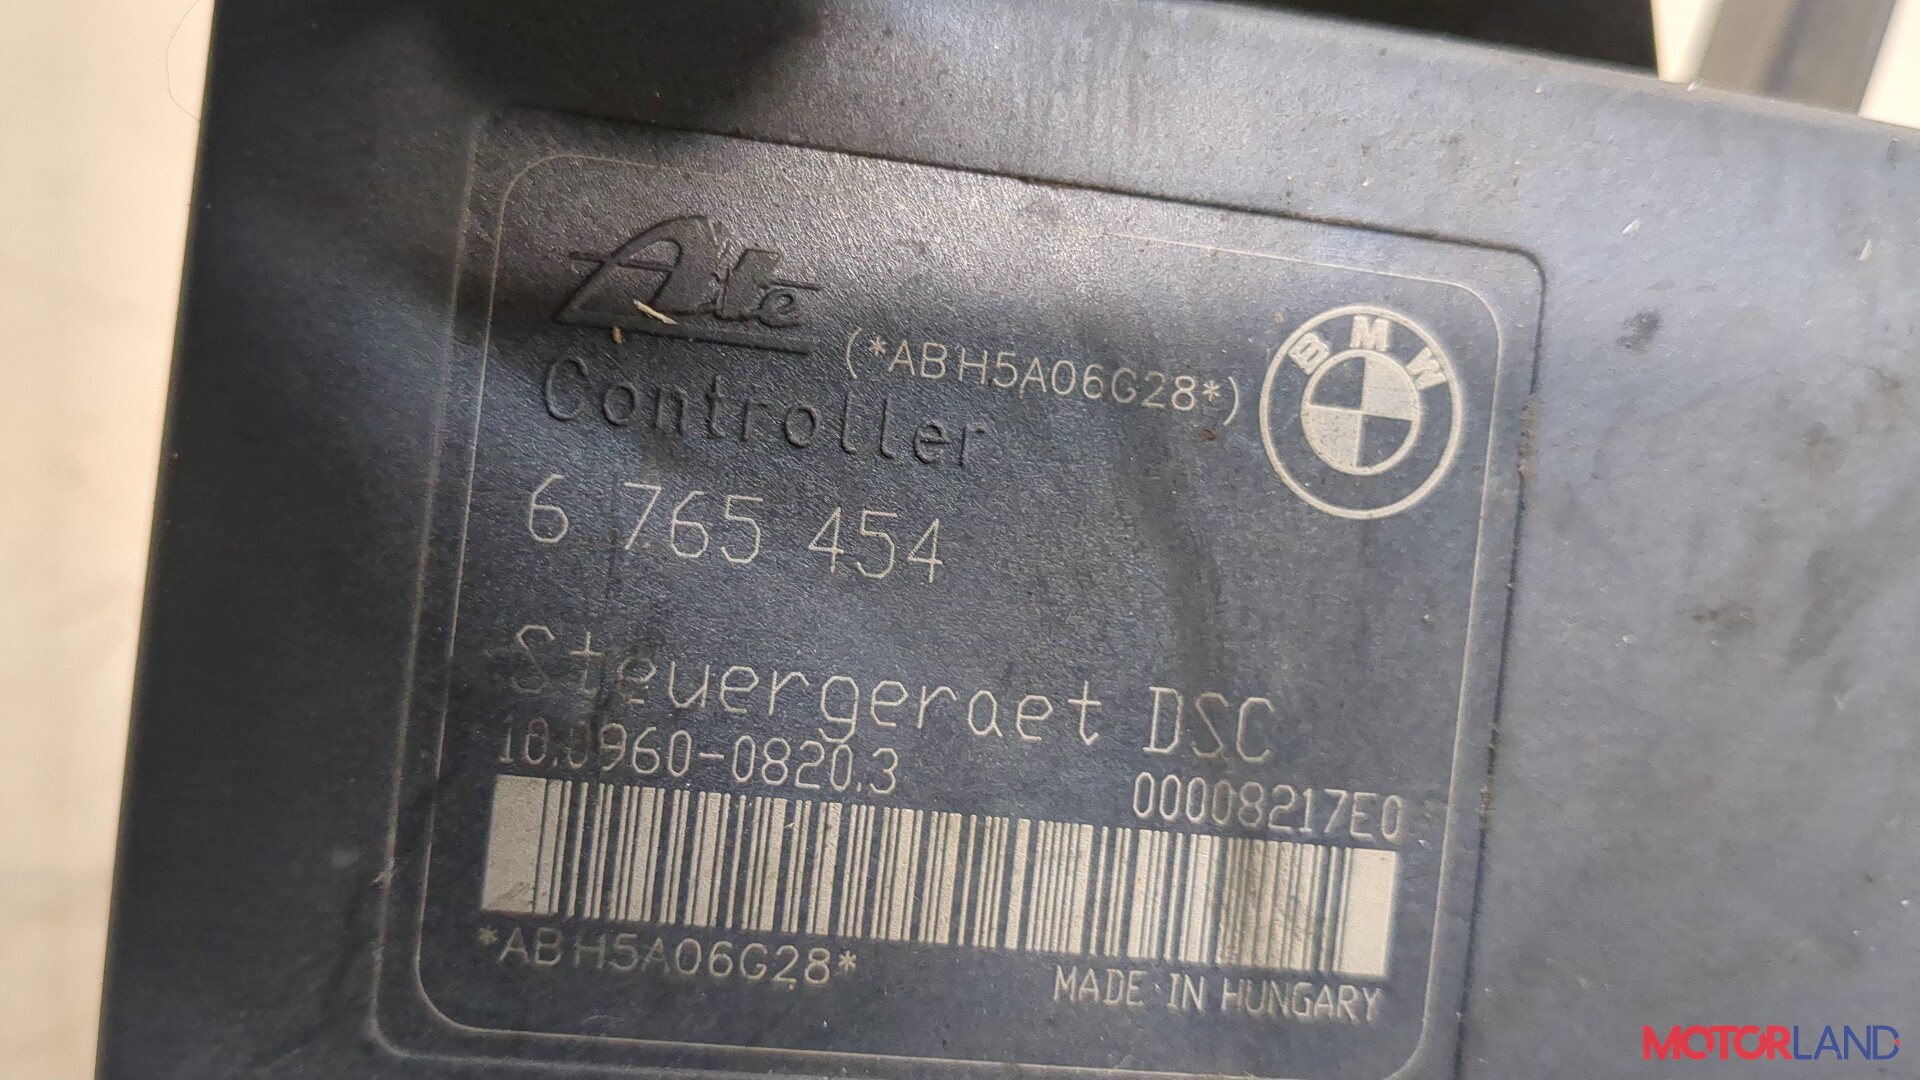 Ate
(*ABH5A06G28*)
BMW
Controller
6 765 454
Steuergeraet DSC
10.0960-0820.3
00008217E0
*ABH5A06G28*
MADE IN HUNGARY
MOTORLAND